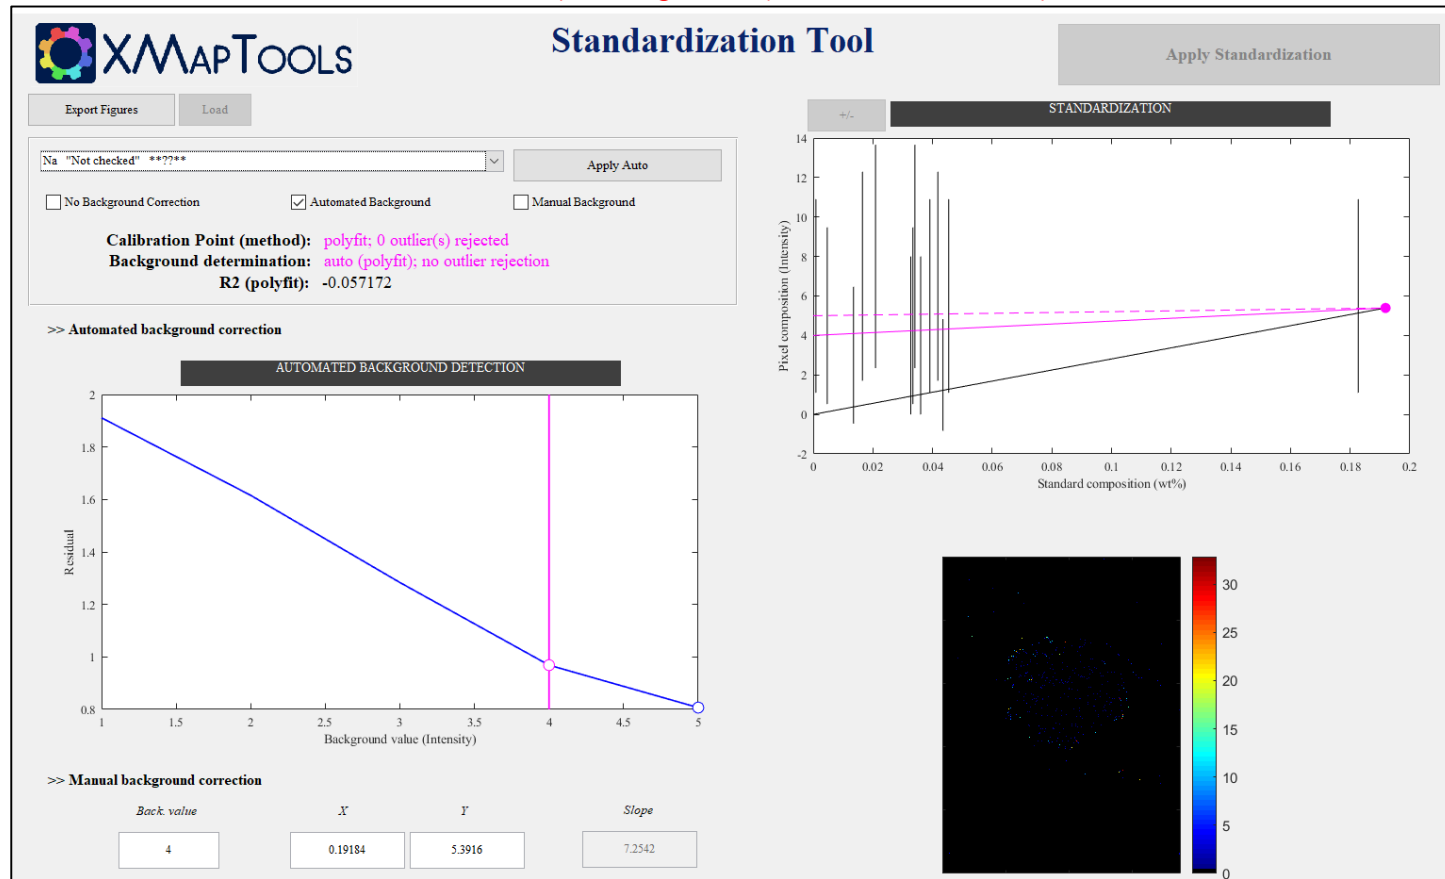 XMAPTOOLS
Standardization Tool
Apply Standardization
Export Figures
Load
+/-
STANDARDIZATION
Na "Not checked" **??**
Apply Auto
No Background Correction
Automated Background
Manual Background
Calibration Point (method): polyfit; 0 outlier(s) rejected
Background determination: auto (polyfit); no outlier rejection
R2 (polyfit): -0.057172
>> Automated background correction
AUTOMATED BACKGROUND DETECTION
2
1.8
1.6
1.4
1.2
1
0.8
Residual
1 1.5 2 2.5 3 3.5 4 4.5 5
Background value (Intensity)
14
12
10
8
6
4
2
0
-2
Pixel composition (Intensity)
0 0.02 0.04 0.06 0.08 0.1 0.12 0.14 0.16 0.18 0.2
Standard composition (wt%)
30
25
20
15
10
5
0
>> Manual background correction
Back. value X Y Slope
4 0.19184 5.3916 7.2542